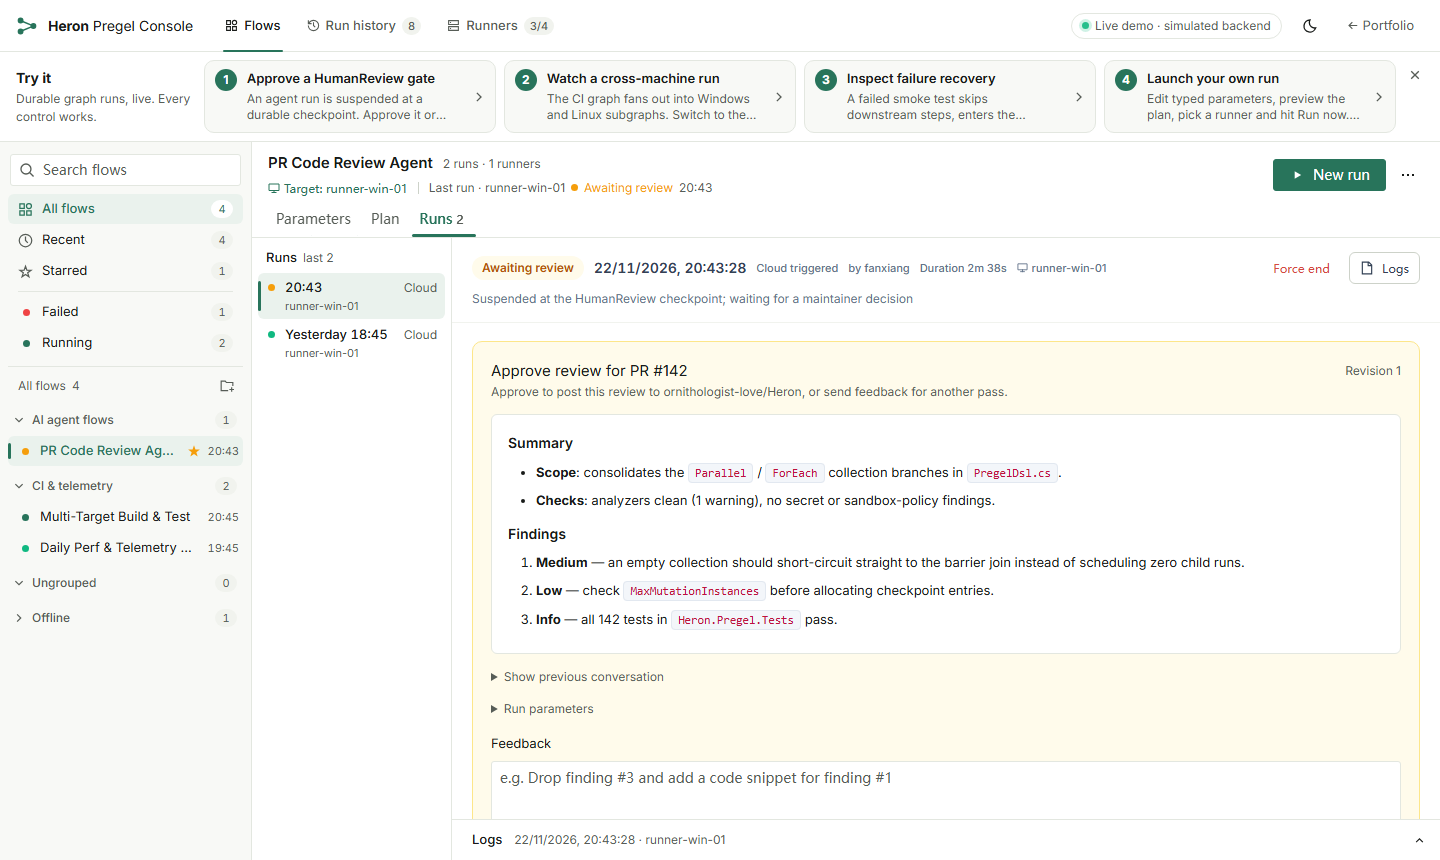 Heron Pregel Console
Flows
Run history 8
Runners 3/4
Live demo · simulated backend
← Portfolio
Try it
Durable graph runs, live. Every
control works.
1 Approve a HumanReview gate
An agent run is suspended at a
durable checkpoint. Approve it or...
2 Watch a cross-machine run
The CI graph fans out into Windows
and Linux subgraphs. Switch to the...
3 Inspect failure recovery
A failed smoke test skips
downstream steps, enters the...
4 Launch your own run
Edit typed parameters, preview the
plan, pick a runner and hit Run now....
Search flows
All flows 4
Recent 4
Starred 1
Failed 1
Running 2
All flows 4
AI agent flows 1
PR Code Review Ag... ★ 20:43
CI & telemetry 2
Multi-Target Build & Test 20:45
Daily Perf & Telemetry ... 19:45
Ungrouped 0
Offline 1
PR Code Review Agent 2 runs · 1 runners
Target: runner-win-01 Last run · runner-win-01 Awaiting review 20:43
New run
Parameters Plan Runs 2
Runs last 2
20:43 Cloud
runner-win-01
Yesterday 18:45 Cloud
runner-win-01
Awaiting review 22/11/2026, 20:43:28 Cloud triggered by fanxiang Duration 2m 38s runner-win-01
Force end
Logs
Suspended at the HumanReview checkpoint; waiting for a maintainer decision
Approve review for PR #142 Revision 1
Approve to post this review to ornithologist-love/Heron, or send feedback for another pass.
Summary
• Scope: consolidates the Parallel / ForEach collection branches in PregelDsl.cs.
• Checks: analyzers clean (1 warning), no secret or sandbox-policy findings.
Findings
1. Medium — an empty collection should short-circuit straight to the barrier join instead of scheduling zero child runs.
2. Low — check MaxMutationInstances before allocating checkpoint entries.
3. Info — all 142 tests in Heron.Pregel.Tests pass.
Show previous conversation
Run parameters
Feedback
e.g. Drop finding #3 and add a code snippet for finding #1
Logs 22/11/2026, 20:43:28 · runner-win-01